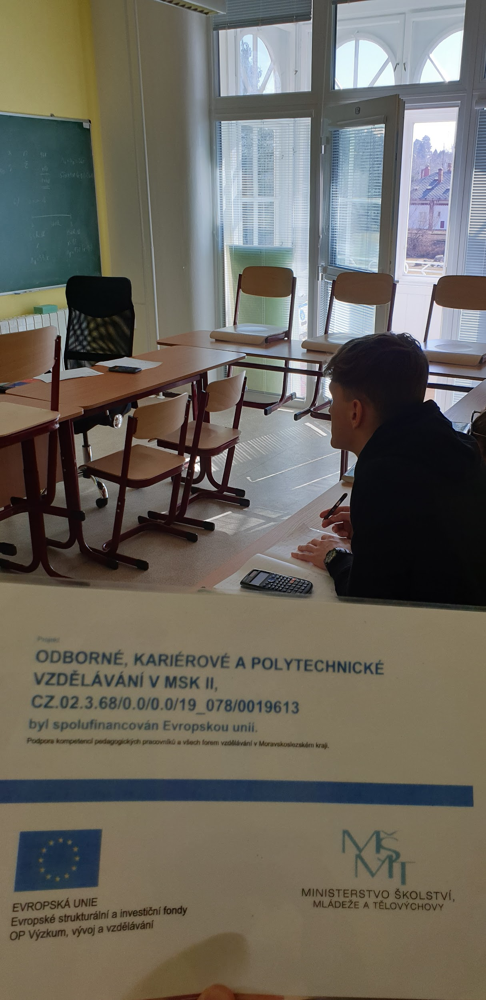 Projekt
ODBORNÉ, KARIÉROVÉ A POLYTECHNICKÉ
VZDĚLÁVÁNÍ V MSK II,
CZ.02.3.68/0.0/0.0/19_078/0019613
byl spolufinancován Evropskou unií.
Podpora kompetencí pedagogických pracovníků a všech forem vzdělávání v Moravskoslezském kraji.
EVROPSKÁ UNIE
Evropské strukturální a investiční fondy
OP Výzkum, vývoj a vzdělávání
MŠ
MT
MINISTERSTVO ŠKOLSTVÍ,
MLÁDEŽE A TĚLOVÝCHOVY